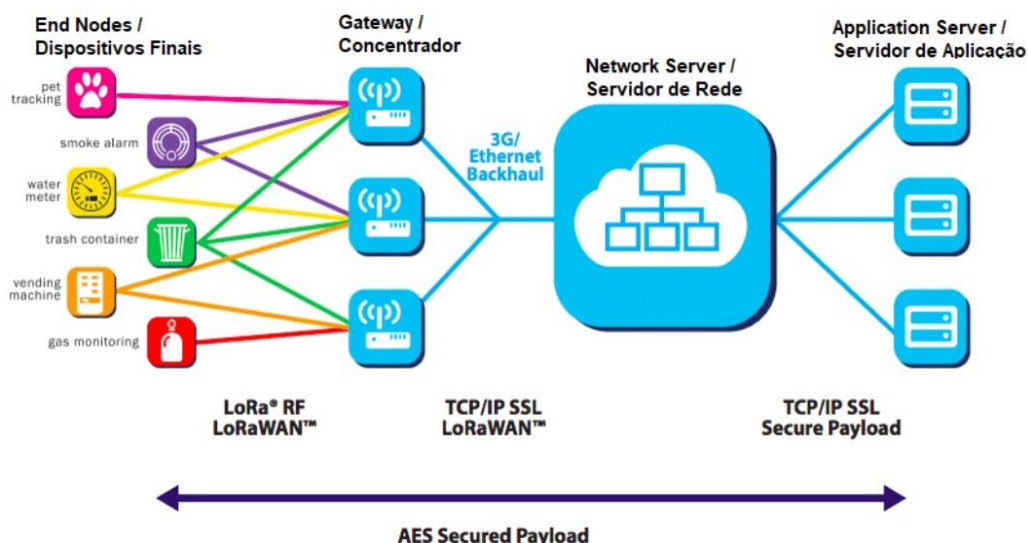 End Nodes /
Dispositivos Finais
Gateway /
Concentrador
Network Server /
Servidor de Rede
Application Server /
Servidor de Aplicação
pet
tracking
smoke alarm
water
meter
trash container
vending
machine
gas monitoring
3G/
Ethernet
Backhaul
LoRa® RF
LoRaWAN™
TCP/IP SSL
LoRaWAN™
TCP/IP SSL
Secure Payload
AES Secured Payload